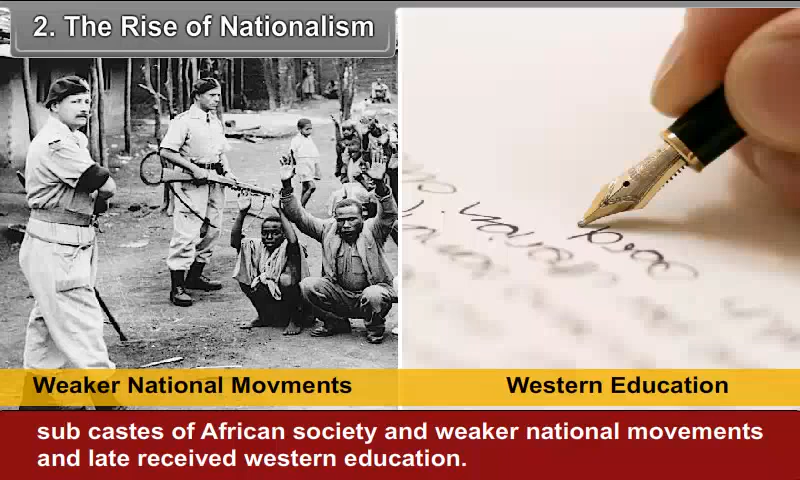 2. The Rise of Nationalism
Weaker National Movments
Western Education
sub castes of African society and weaker national movements
and late received western education.